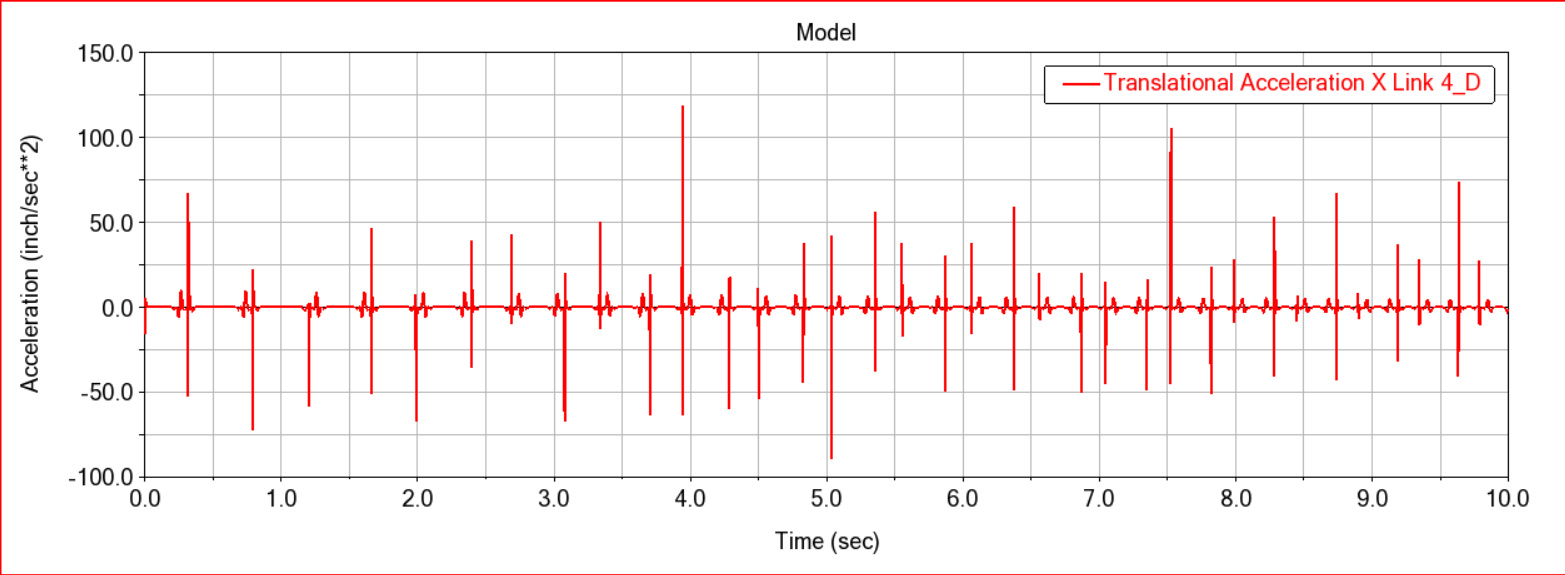 Model
Translational Acceleration X Link 4_D
Acceleration (inch/sec**2)
150.0
100.0
50.0
0.0
-50.0
-100.0
0.0 1.0 2.0 3.0 4.0 5.0 6.0 7.0 8.0 9.0 10.0
Time (sec)